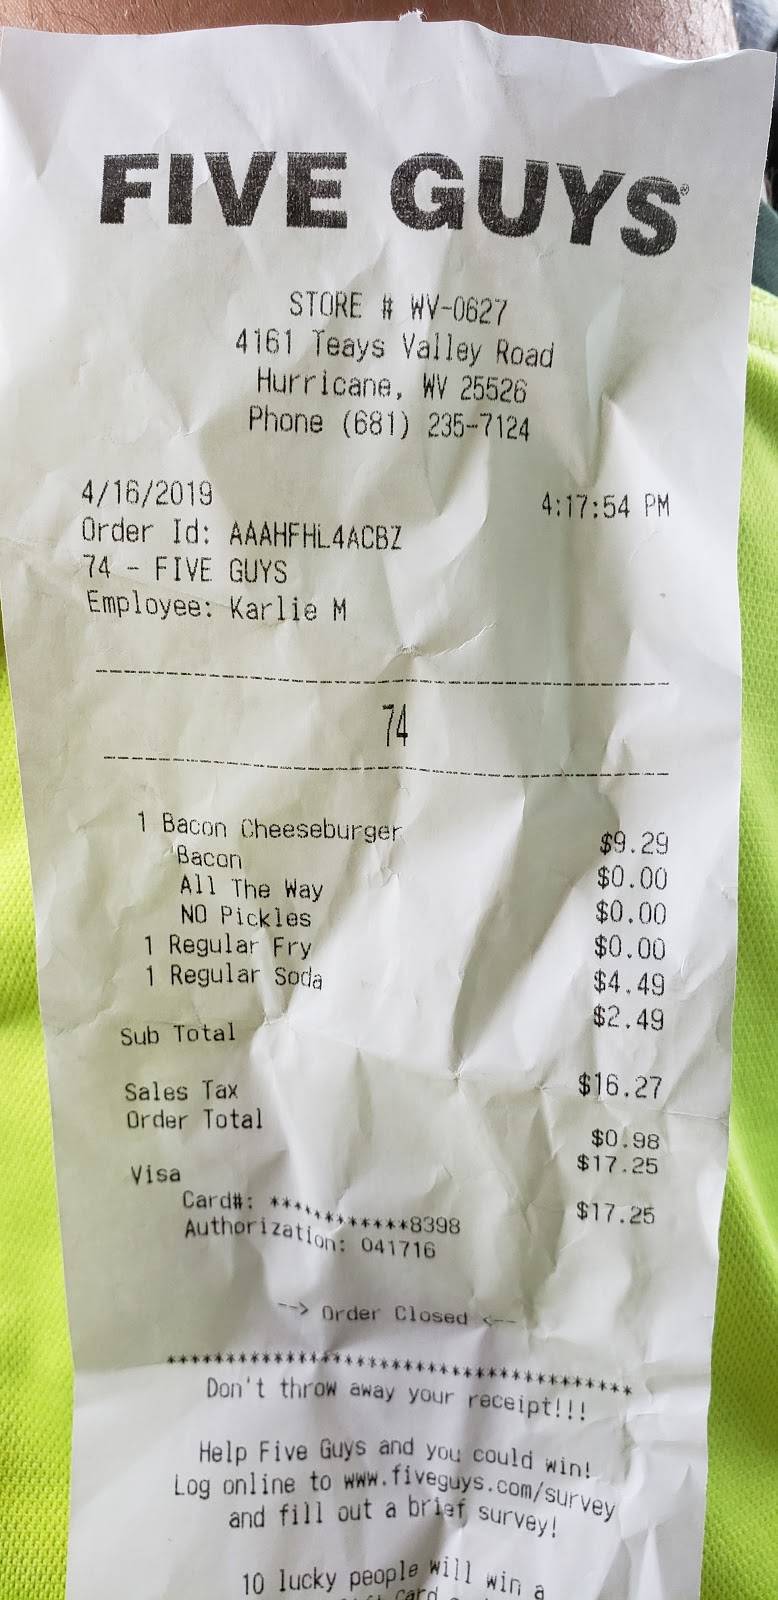 FIVE GUYS®
STORE # WV-0627
4161 Teays Valley Road
Hurricane, WV 25526
Phone (681) 235-7124
4/16/2019 4:17:54 PM
Order Id: AAAHFHL4ACBZ
74 - FIVE GUYS
Employee: Karlie M
74
1 Bacon Cheeseburger $9.29
Bacon $0.00
All The Way $0.00
NO Pickles $0.00
1 Regular Fry $4.49
1 Regular Soda $2.49
Sub Total $16.27
Sales Tax $0.98
Order Total $17.25
Visa $17.25
Card#: ************8398
Authorization: 041716
--> Order Closed <--
****************************************
Don't throw away your receipt!!!
Help Five Guys and you could win!
Log online to www.fiveguys.com/survey
and fill out a brief survey!
10 lucky people will win a
card